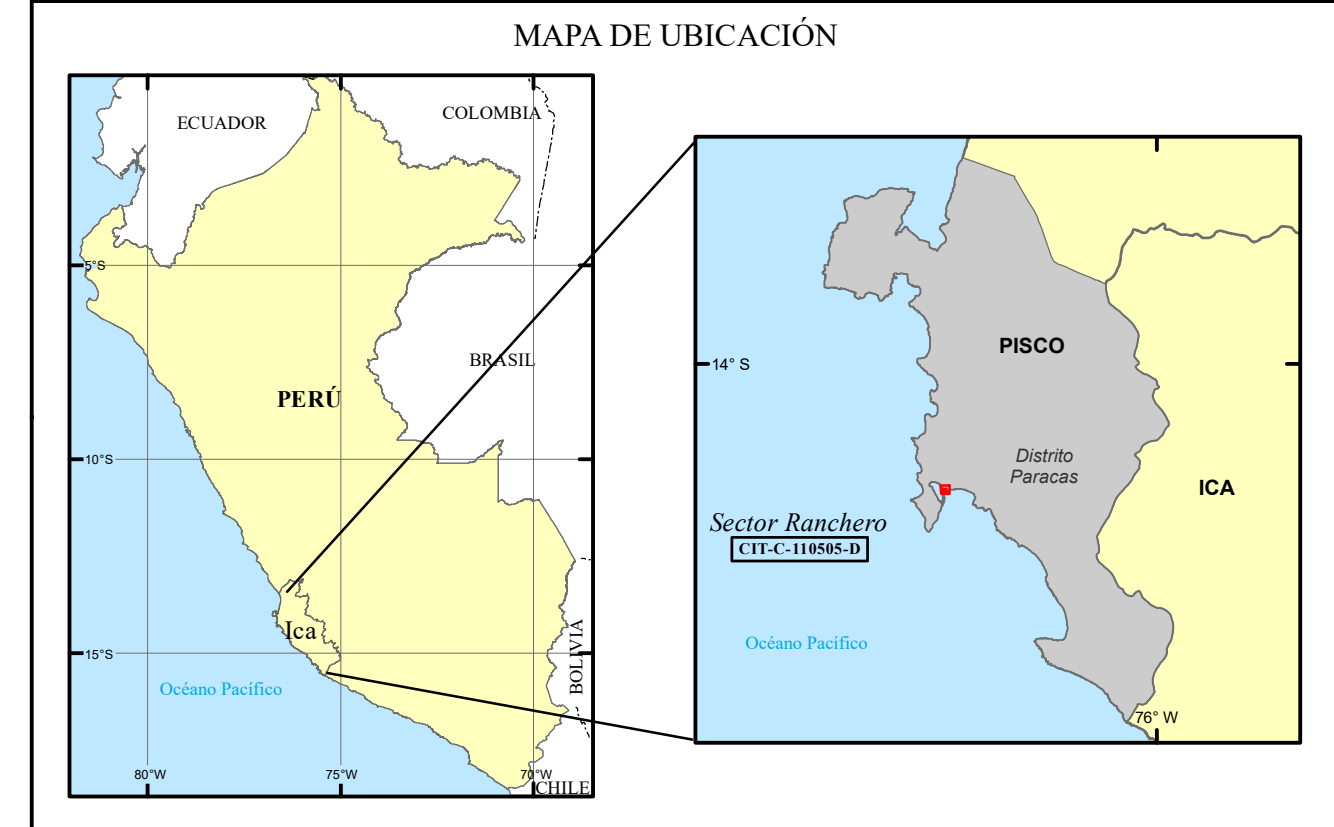 MAPA DE UBICACIÓN
ECUADOR
COLOMBIA
5°S
BRASIL
PERÚ
10°S
Ica
15°S
BOLIVIA
Océano Pacífico
80°W
75°W
70°W
CHILE
PISCO
14° S
Distrito
Paracas
ICA
Sector Ranchero
CIT-C-110505-D
Océano Pacífico
76° W